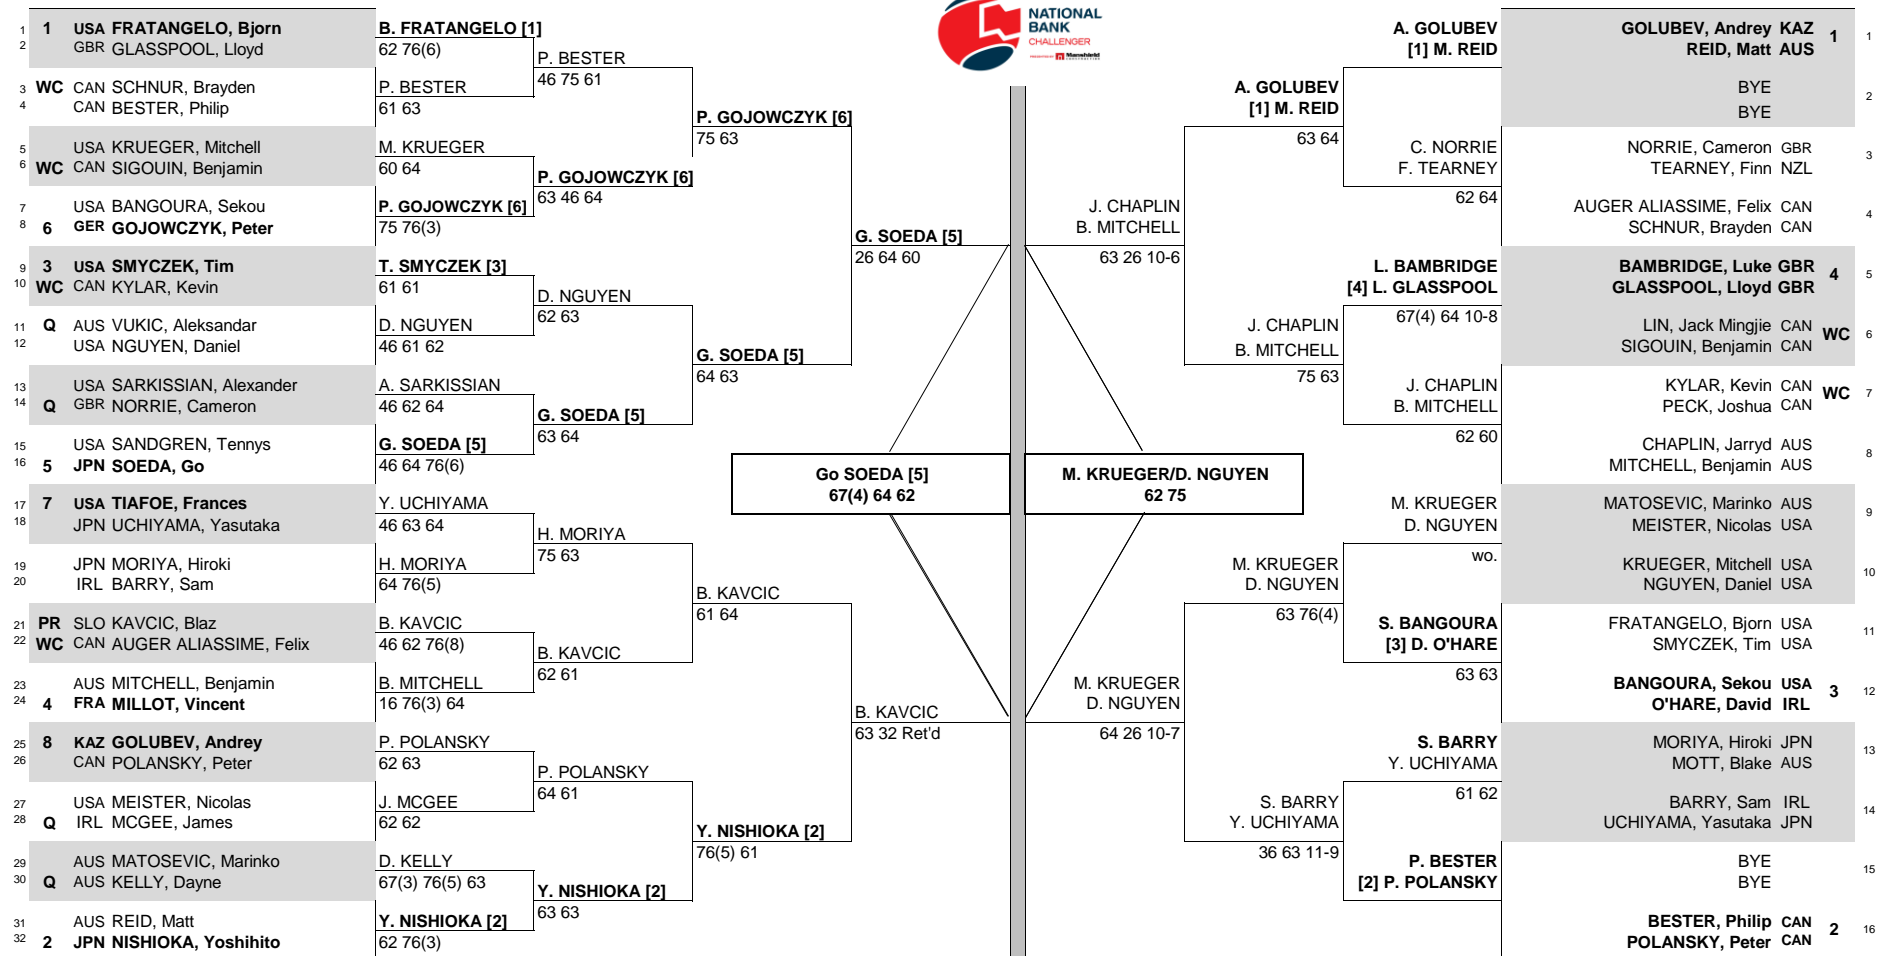 NATIONAL
BANK
CHALLENGER
PRESENTED BY Manshield
CONSTRUCTION
1 1 USA FRATANGELO, Bjorn
2 GBR GLASSPOOL, Lloyd
3 WC CAN SCHNUR, Brayden
4 CAN BESTER, Philip
5 USA KRUEGER, Mitchell
6 WC CAN SIGOUIN, Benjamin
7 USA BANGOURA, Sekou
8 6 GER GOJOWCZYK, Peter
9 3 USA SMYCZEK, Tim
10 WC CAN KYLAR, Kevin
11 Q AUS VUKIC, Aleksandar
12 USA NGUYEN, Daniel
13 USA SARKISSIAN, Alexander
14 Q GBR NORRIE, Cameron
15 USA SANDGREN, Tennys
16 5 JPN SOEDA, Go
17 7 USA TIAFOE, Frances
18 JPN UCHIYAMA, Yasutaka
19 JPN MORIYA, Hiroki
20 IRL BARRY, Sam
21 PR SLO KAVCIC, Blaz
22 WC CAN AUGER ALIASSIME, Felix
23 AUS MITCHELL, Benjamin
24 4 FRA MILLOT, Vincent
25 8 KAZ GOLUBEV, Andrey
26 CAN POLANSKY, Peter
27 USA MEISTER, Nicolas
28 Q IRL MCGEE, James
29 AUS MATOSEVIC, Marinko
30 Q AUS KELLY, Dayne
31 AUS REID, Matt
32 2 JPN NISHIOKA, Yoshihito
B. FRATANGELO [1]
62 76(6)
P. BESTER
61 63
M. KRUEGER
60 64
P. GOJOWCZYK [6]
75 76(3)
T. SMYCZEK [3]
61 61
D. NGUYEN
46 61 62
A. SARKISSIAN
46 62 64
G. SOEDA [5]
46 64 76(6)
Y. UCHIYAMA
46 63 64
H. MORIYA
64 76(5)
B. KAVCIC
46 62 76(8)
B. MITCHELL
16 76(3) 64
P. POLANSKY
62 63
J. MCGEE
62 62
D. KELLY
67(3) 76(5) 63
Y. NISHIOKA [2]
62 76(3)
P. BESTER
46 75 61
P. GOJOWCZYK [6]
63 46 64
D. NGUYEN
62 63
G. SOEDA [5]
63 64
H. MORIYA
75 63
B. KAVCIC
62 61
P. POLANSKY
64 61
Y. NISHIOKA [2]
63 63
P. GOJOWCZYK [6]
75 63
G. SOEDA [5]
64 63
B. KAVCIC
61 64
Y. NISHIOKA [2]
76(5) 61
G. SOEDA [5]
26 64 60
B. KAVCIC
63 32 Ret'd
Go SOEDA [5]
67(4) 64 62
M. KRUEGER/D. NGUYEN
62 75
J. CHAPLIN
B. MITCHELL
63 26 10-6
M. KRUEGER
D. NGUYEN
64 26 10-7
A. GOLUBEV
[1] M. REID
63 64
J. CHAPLIN
B. MITCHELL
75 63
M. KRUEGER
D. NGUYEN
63 76(4)
S. BARRY
Y. UCHIYAMA
36 63 11-9
A. GOLUBEV
[1] M. REID
C. NORRIE
F. TEARNEY
62 64
L. BAMBRIDGE
[4] L. GLASSPOOL
67(4) 64 10-8
J. CHAPLIN
B. MITCHELL
62 60
M. KRUEGER
D. NGUYEN
wo.
S. BANGOURA
[3] D. O'HARE
63 63
S. BARRY
Y. UCHIYAMA
61 62
P. BESTER
[2] P. POLANSKY
GOLUBEV, Andrey KAZ 1 1
REID, Matt AUS
BYE 2
BYE
NORRIE, Cameron GBR 3
TEARNEY, Finn NZL
AUGER ALIASSIME, Felix CAN 4
SCHNUR, Brayden CAN
BAMBRIDGE, Luke GBR 4 5
GLASSPOOL, Lloyd GBR
LIN, Jack Mingjie CAN WC 6
SIGOUIN, Benjamin CAN
KYLAR, Kevin CAN WC 7
PECK, Joshua CAN
CHAPLIN, Jarryd AUS 8
MITCHELL, Benjamin AUS
MATOSEVIC, Marinko AUS 9
MEISTER, Nicolas USA
KRUEGER, Mitchell USA 10
NGUYEN, Daniel USA
FRATANGELO, Bjorn USA 11
SMYCZEK, Tim USA
BANGOURA, Sekou USA 3 12
O'HARE, David IRL
MORIYA, Hiroki JPN 13
MOTT, Blake AUS
BARRY, Sam IRL 14
UCHIYAMA, Yasutaka JPN
BYE 15
BYE
BESTER, Philip CAN 2 16
POLANSKY, Peter CAN